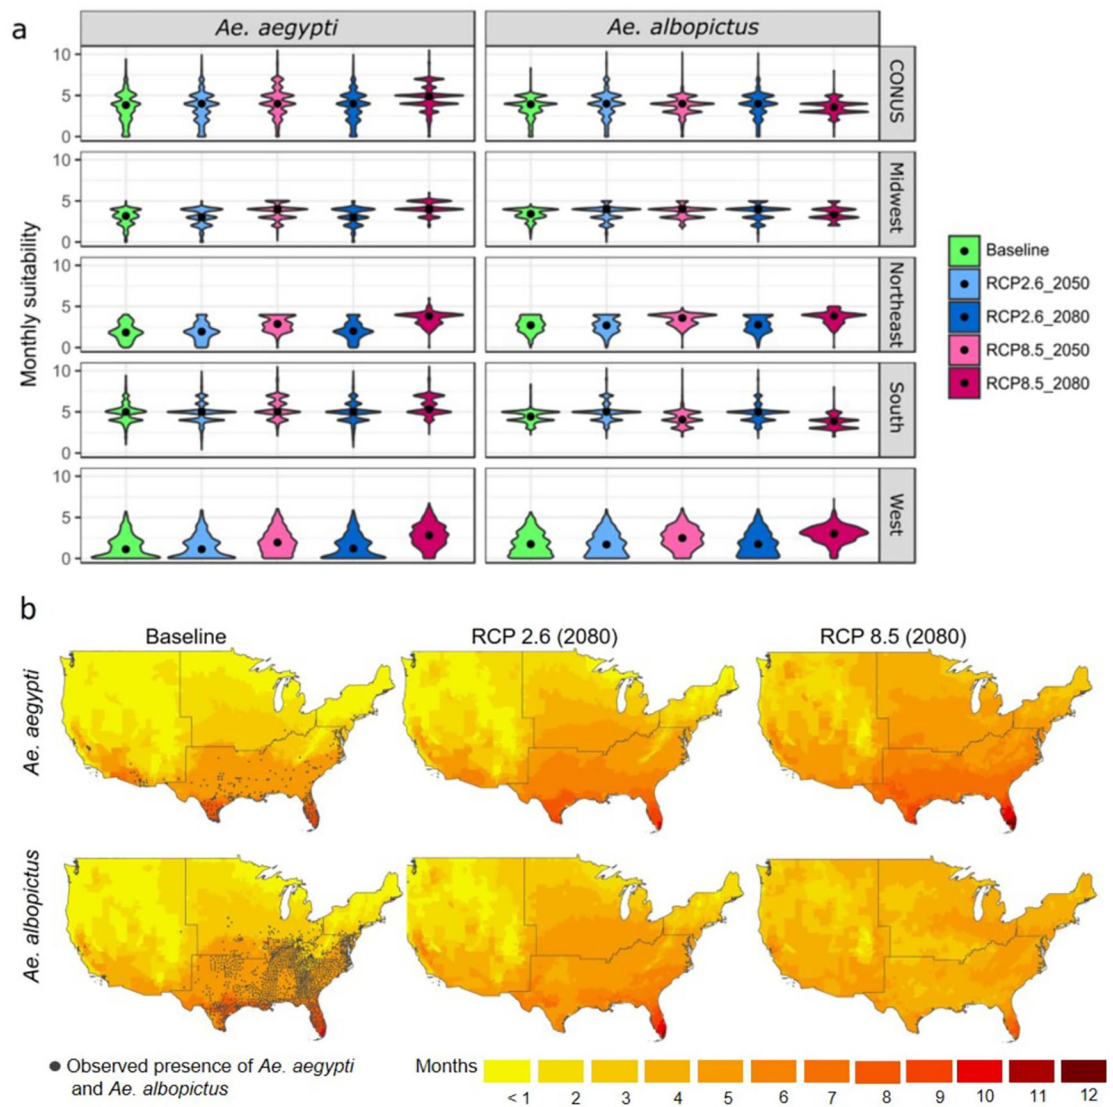 a
Ae. aegypti
Ae. albopictus
Monthly suitability
10
5
0
CONUS
10
5
0
Midwest
10
5
0
Northeast
10
5
0
South
10
5
0
West
Baseline
RCP2.6_2050
RCP2.6_2080
RCP8.5_2050
RCP8.5_2080
b
Baseline
RCP 2.6 (2080)
RCP 8.5 (2080)
Ae. aegypti
Ae. albopictus
Observed presence of Ae. aegypti
and Ae. albopictus
Months
< 1 2 3 4 5 6 7 8 9 10 11 12